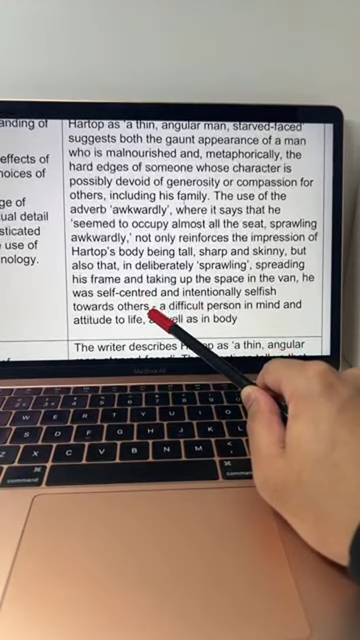 anding of
effects of
hoices of
ge of
ual detail
sticated
use of
nology.
Hartop as 'a thin, angular man, starved-faced'
suggests both the gaunt appearance of a man
who is malnourished and, metaphorically, the
hard edges of someone whose character is
possibly devoid of generosity or compassion for
others, including his family. The use of the
adverb 'awkwardly', where it says that he
'seemed to occupy almost all the seat, sprawling
awkwardly,' not only reinforces the impression of
Hartop's body being tall, sharp and skinny, but
also that, in deliberately 'sprawling', spreading
his frame and taking up the space in the van, he
was self-centred and intentionally selfish
towards others - a difficult person in mind and
attitude to life, as well as in body
of
The writer describes Hartop as 'a thin, angular
MacBook Air
W E R T Y U I O
S D F G H J K
Z X C V B N M
command